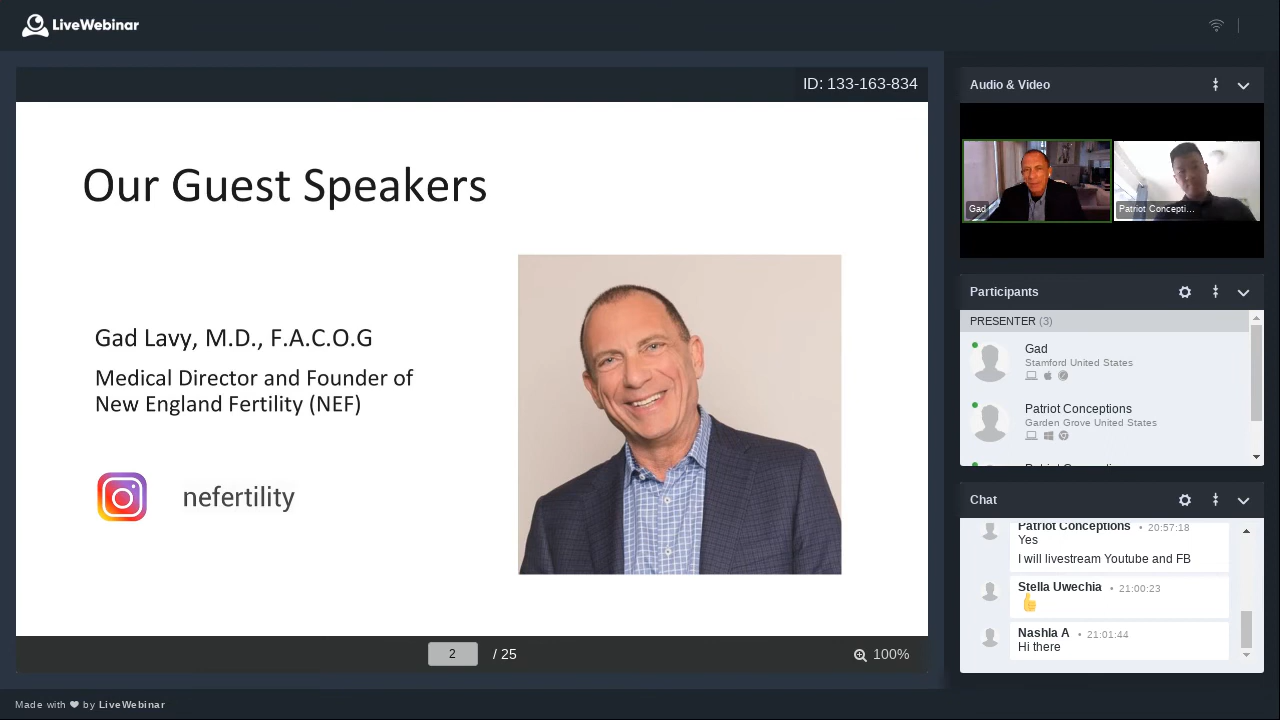 LiveWebinar
ID: 133-163-834
Our Guest Speakers
Gad Lavy, M.D., F.A.C.O.G
Medical Director and Founder of
New England Fertility (NEF)
nefertility
2 / 25
100%
Audio & Video
Gad
Patriot Concepti...
Participants
PRESENTER (3)
Gad
Stamford United States
Patriot Conceptions
Garden Grove United States
Chat
Patriot Conceptions • 20:57:18
Yes
I will livestream Youtube and FB
Stella Uwechia • 21:00:23
Nashla A • 21:01:44
Hi there
Made with by LiveWebinar